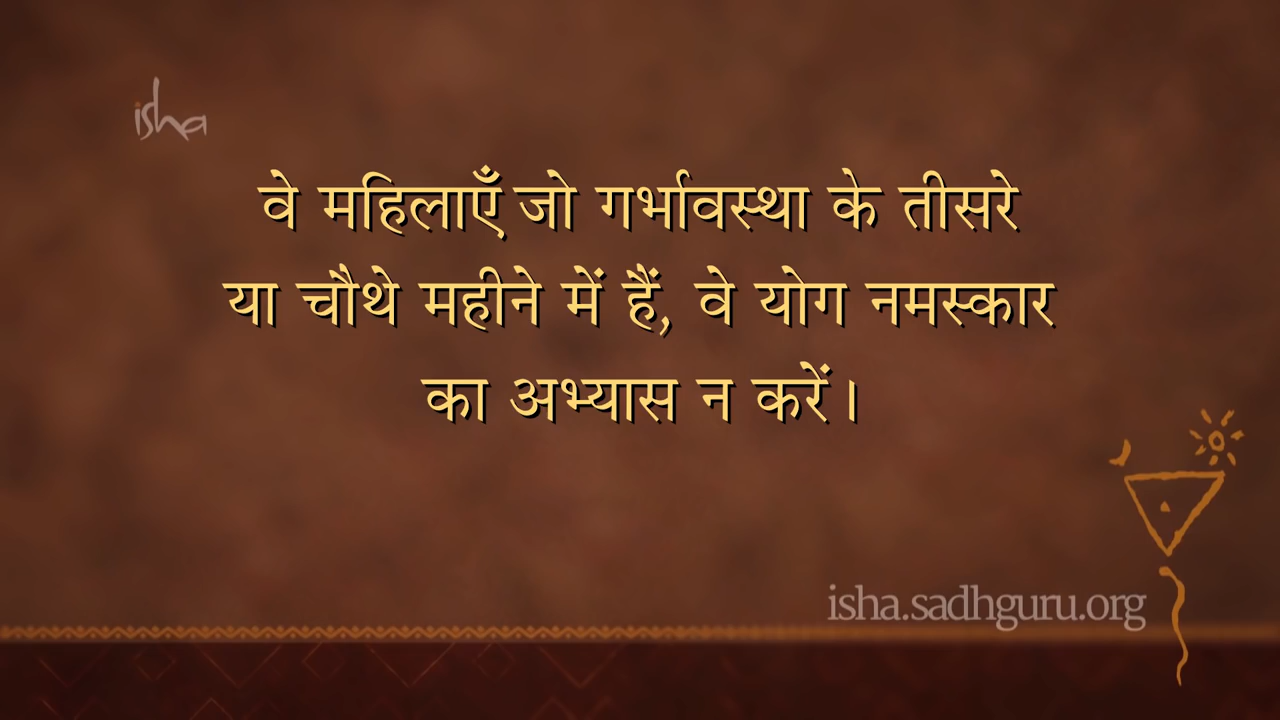 isha
वे महिलाएँ जो गर्भावस्था के तीसरे
या चौथे महीने में हैं, वे योग नमस्कार
का अभ्यास न करें।
isha.sadhguru.org